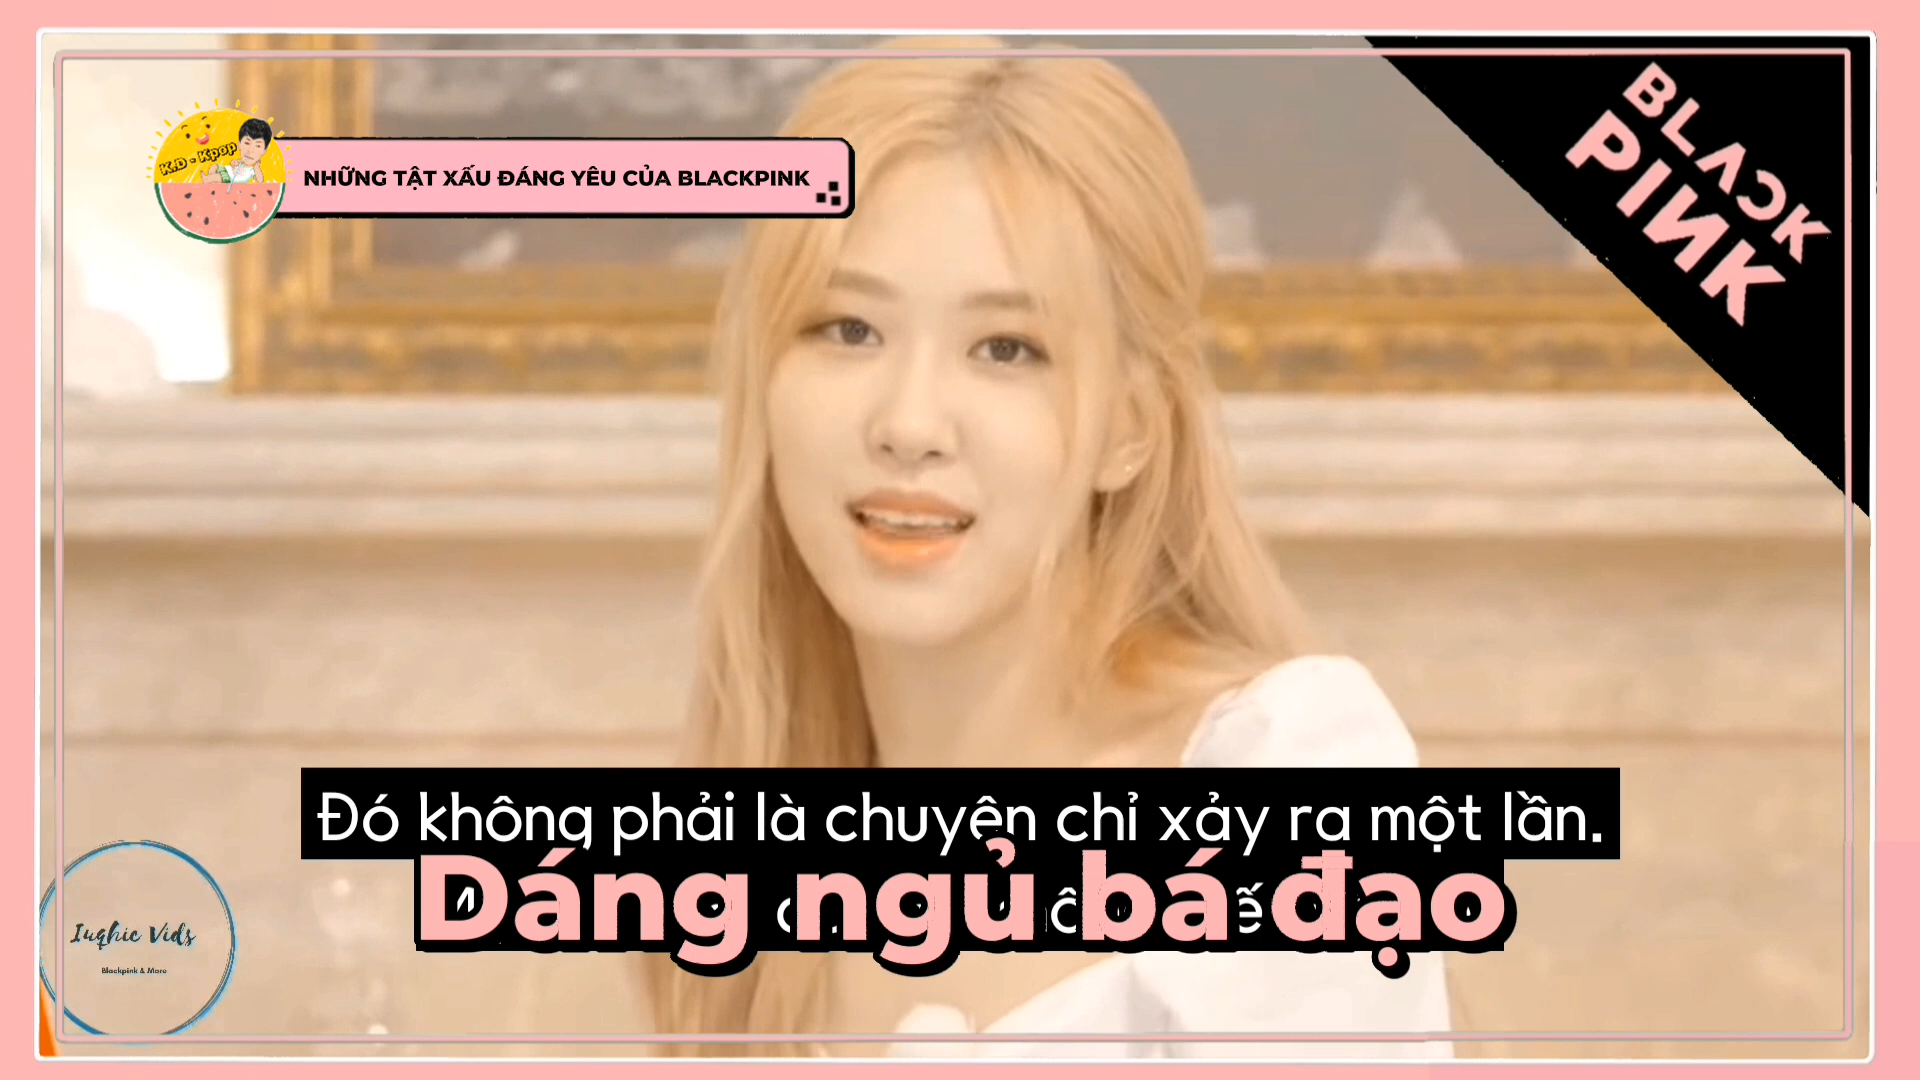 K.D - Kpop
NHỮNG TẬT XẤU ĐÁNG YÊU CỦA BLACKPINK
BLACK
PINK
Đó không phải là chuyện chỉ xảy ra một lần.
Dáng ngủ bá đạo
Iuqhic Vids
Blackpink & More